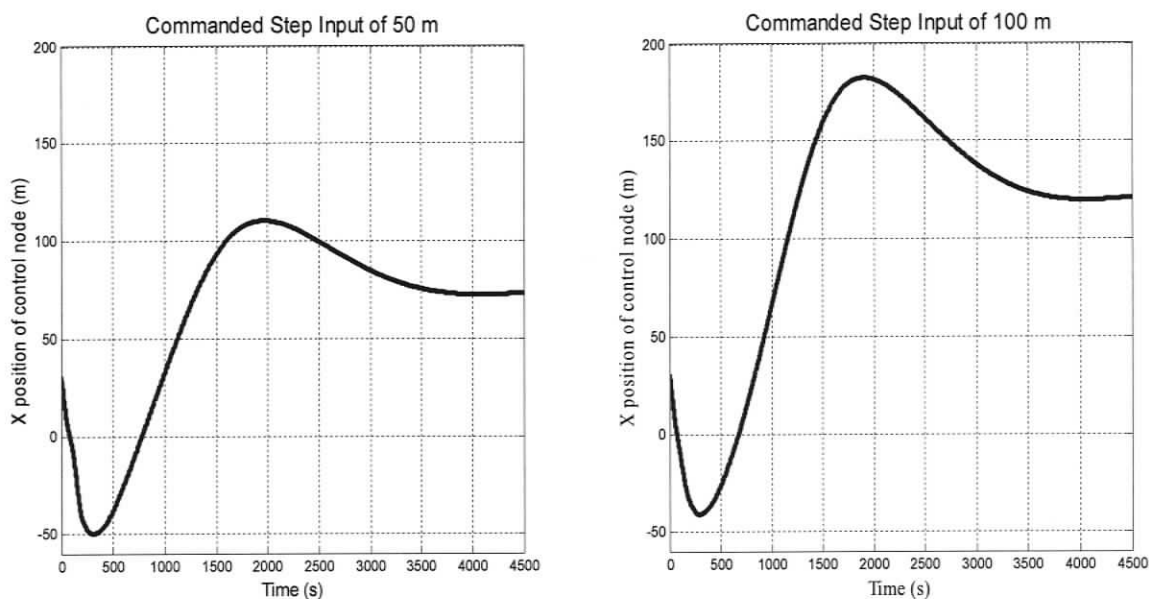 Commanded Step Input of 50 m
200
150
100
50
0
-50
X position of control node (m)
0 500 1000 1500 2000 2500 3000 3500 4000 4500
Time (s)
Commanded Step Input of 100 m
200
150
100
50
0
-50
X position of control node (m)
0 500 1000 1500 2000 2500 3000 3500 4000 4500
Time (s)